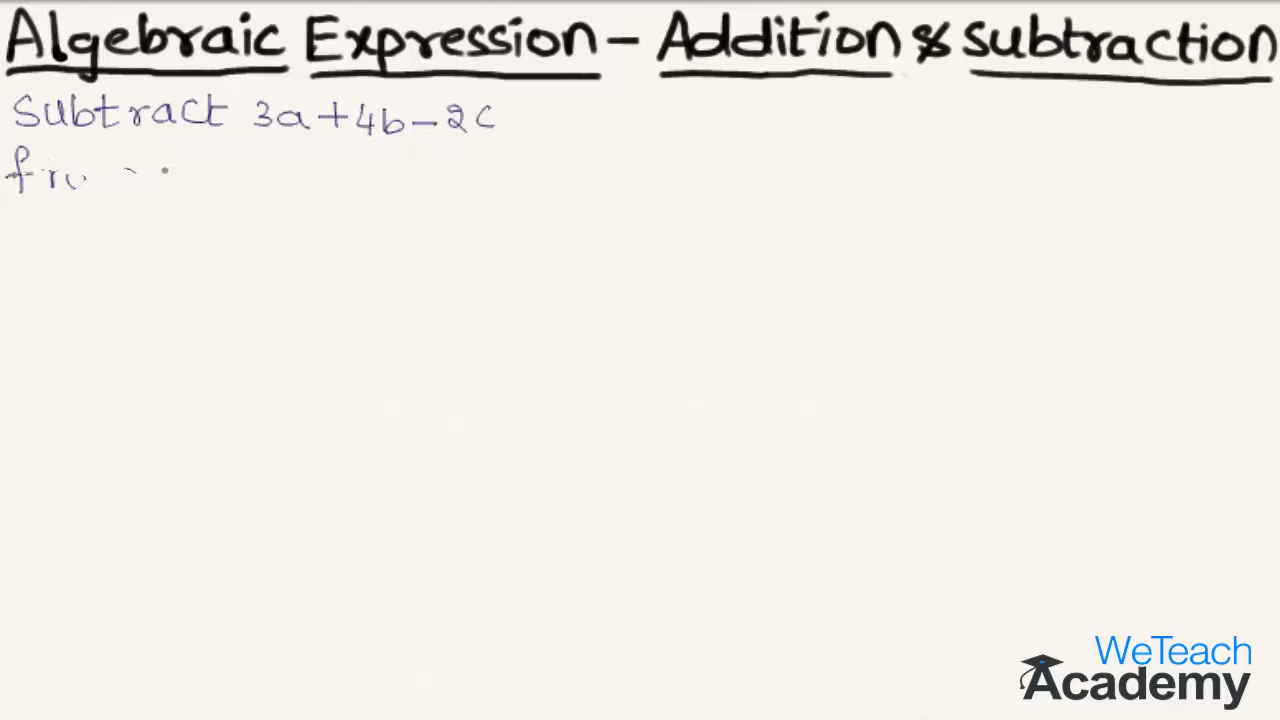 Algebraic Expression - Addition & Subtraction
Subtract 3a+4b-2c
WeTeach
Academy